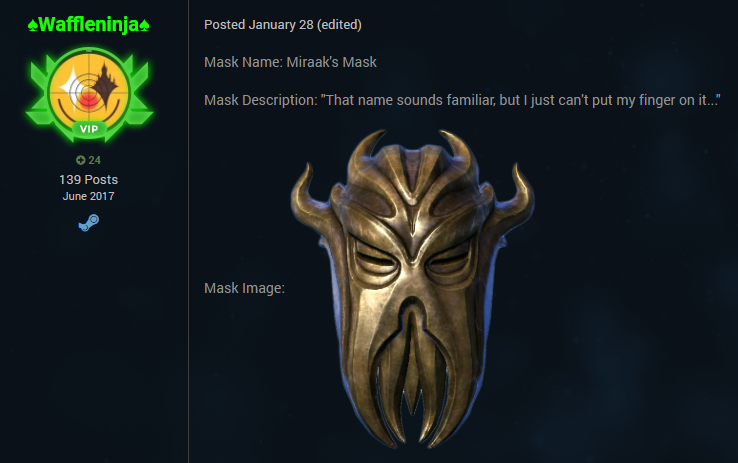 ♠Waffleninja♠
VIP
24
139 Posts
June 2017
Posted January 28 (edited)
Mask Name: Miraak's Mask
Mask Description: "That name sounds familiar, but I just can't put my finger on it..."
Mask Image: